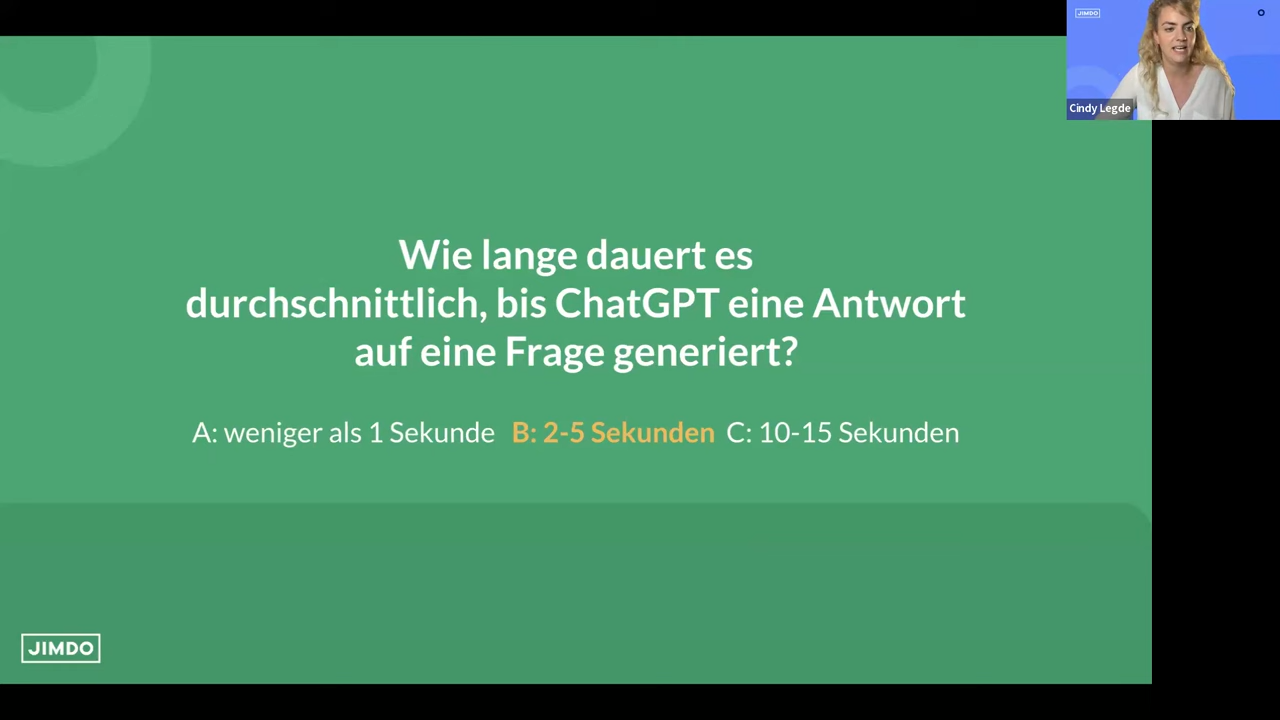 JIMDO
Cindy Legde
Wie lange dauert es
durchschnittlich, bis ChatGPT eine Antwort
auf eine Frage generiert?
A: weniger als 1 Sekunde B: 2-5 Sekunden C: 10-15 Sekunden
JIMDO